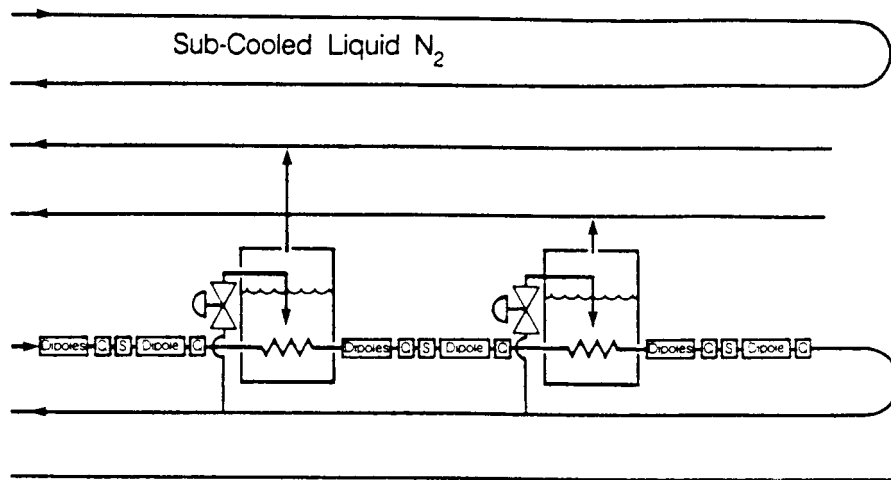 Sub-Cooled Liquid N₂
Dipoles Q S Dipole Q Dipoles Q S Dipole Q Dipoles Q S Dipole Q